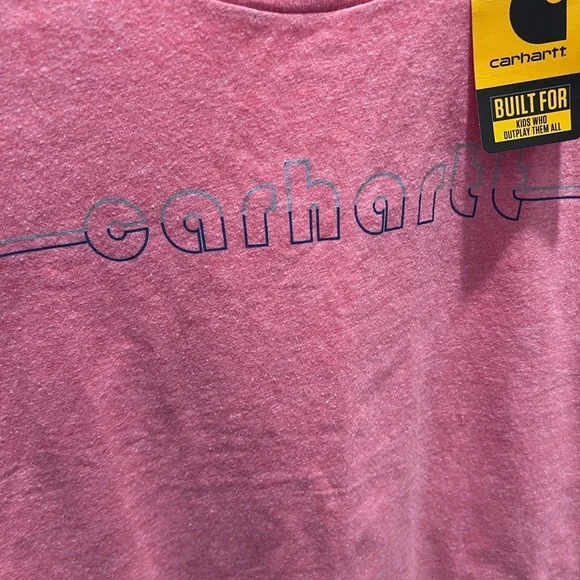 carhartt
BUILT FOR
KIDS WHO
OUTPLAY THEM ALL
carhartt